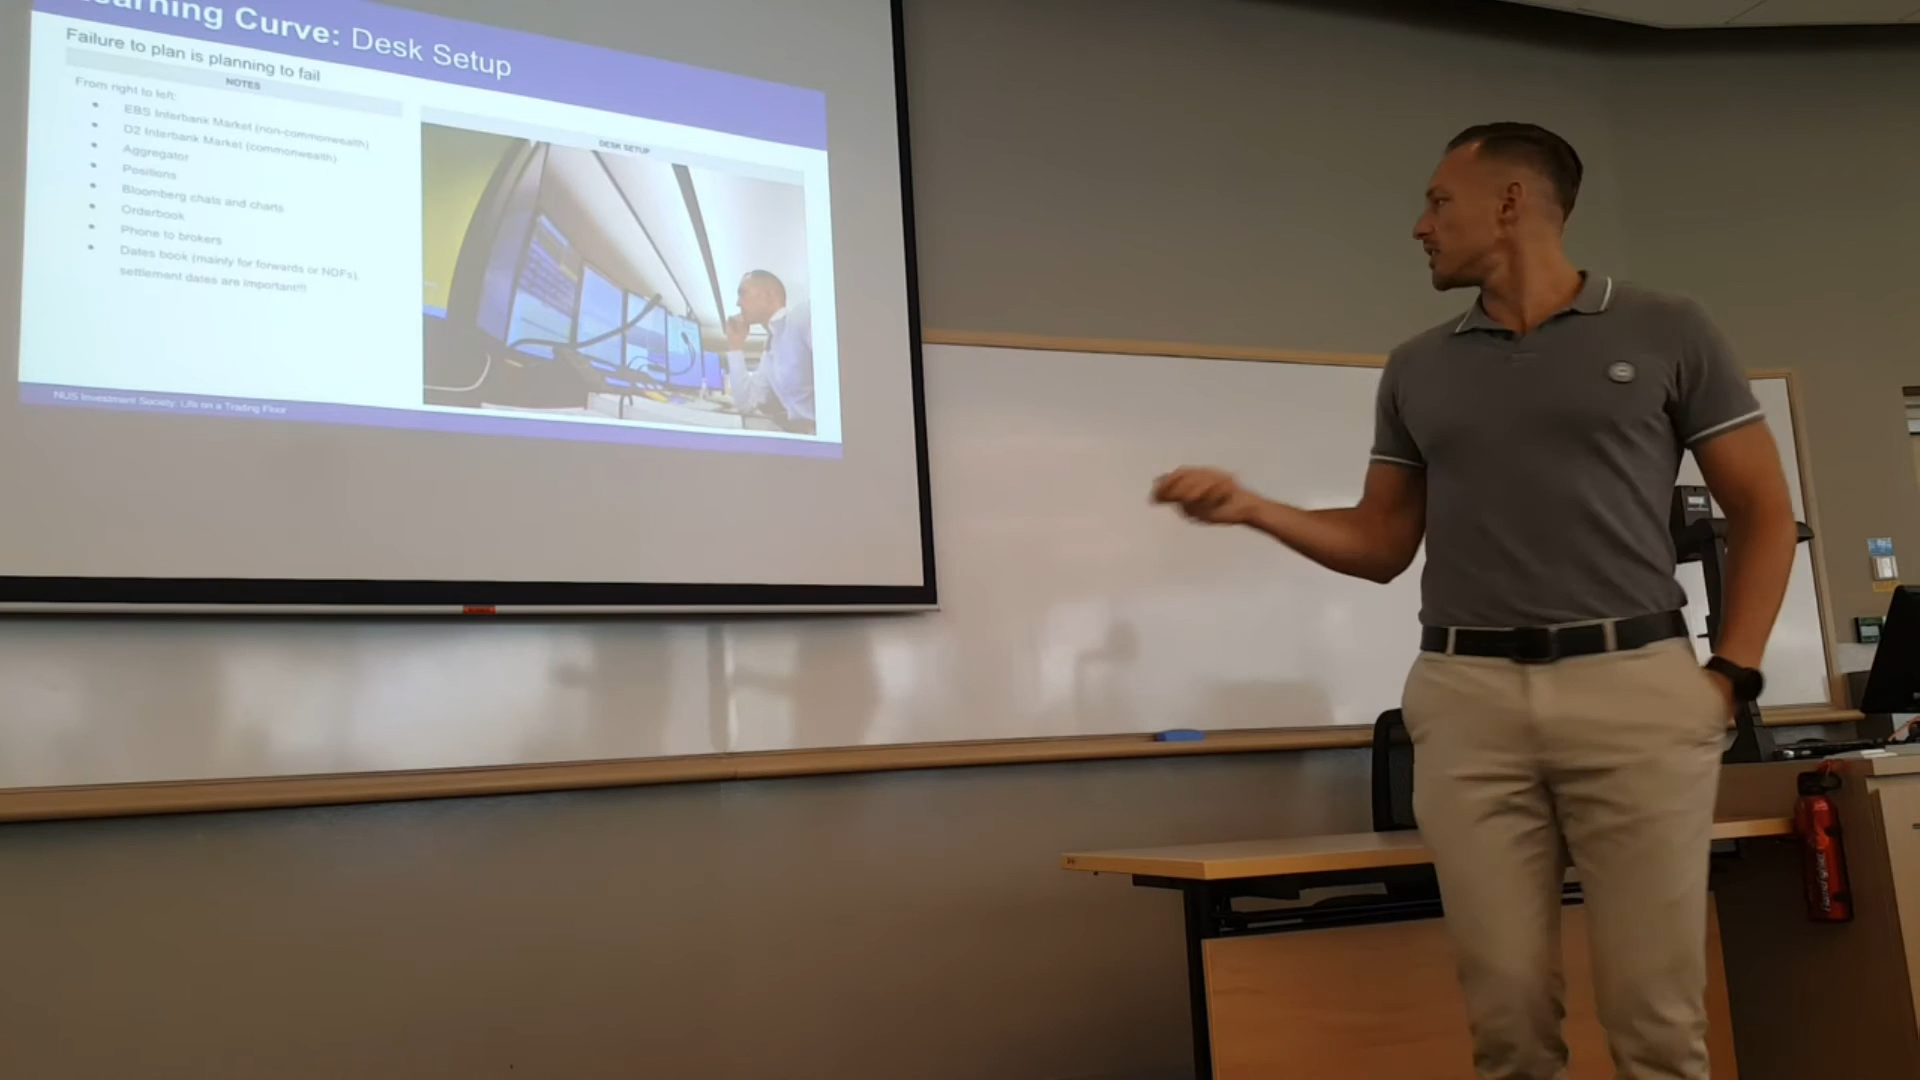 Learning Curve: Desk Setup
Failure to plan is planning to fail
NOTES
From right to left:
EBS Interbank Market (non-commonwealth)
D2 Interbank Market (commonwealth)
Aggregator
Positions
Bloomberg chats and charts
Orderbook
Phone to brokers
Dates book (mainly for forwards or NDFs),
settlement dates are important!!!
DESK SETUP
NUS Investment Society: Life on a Trading Floor